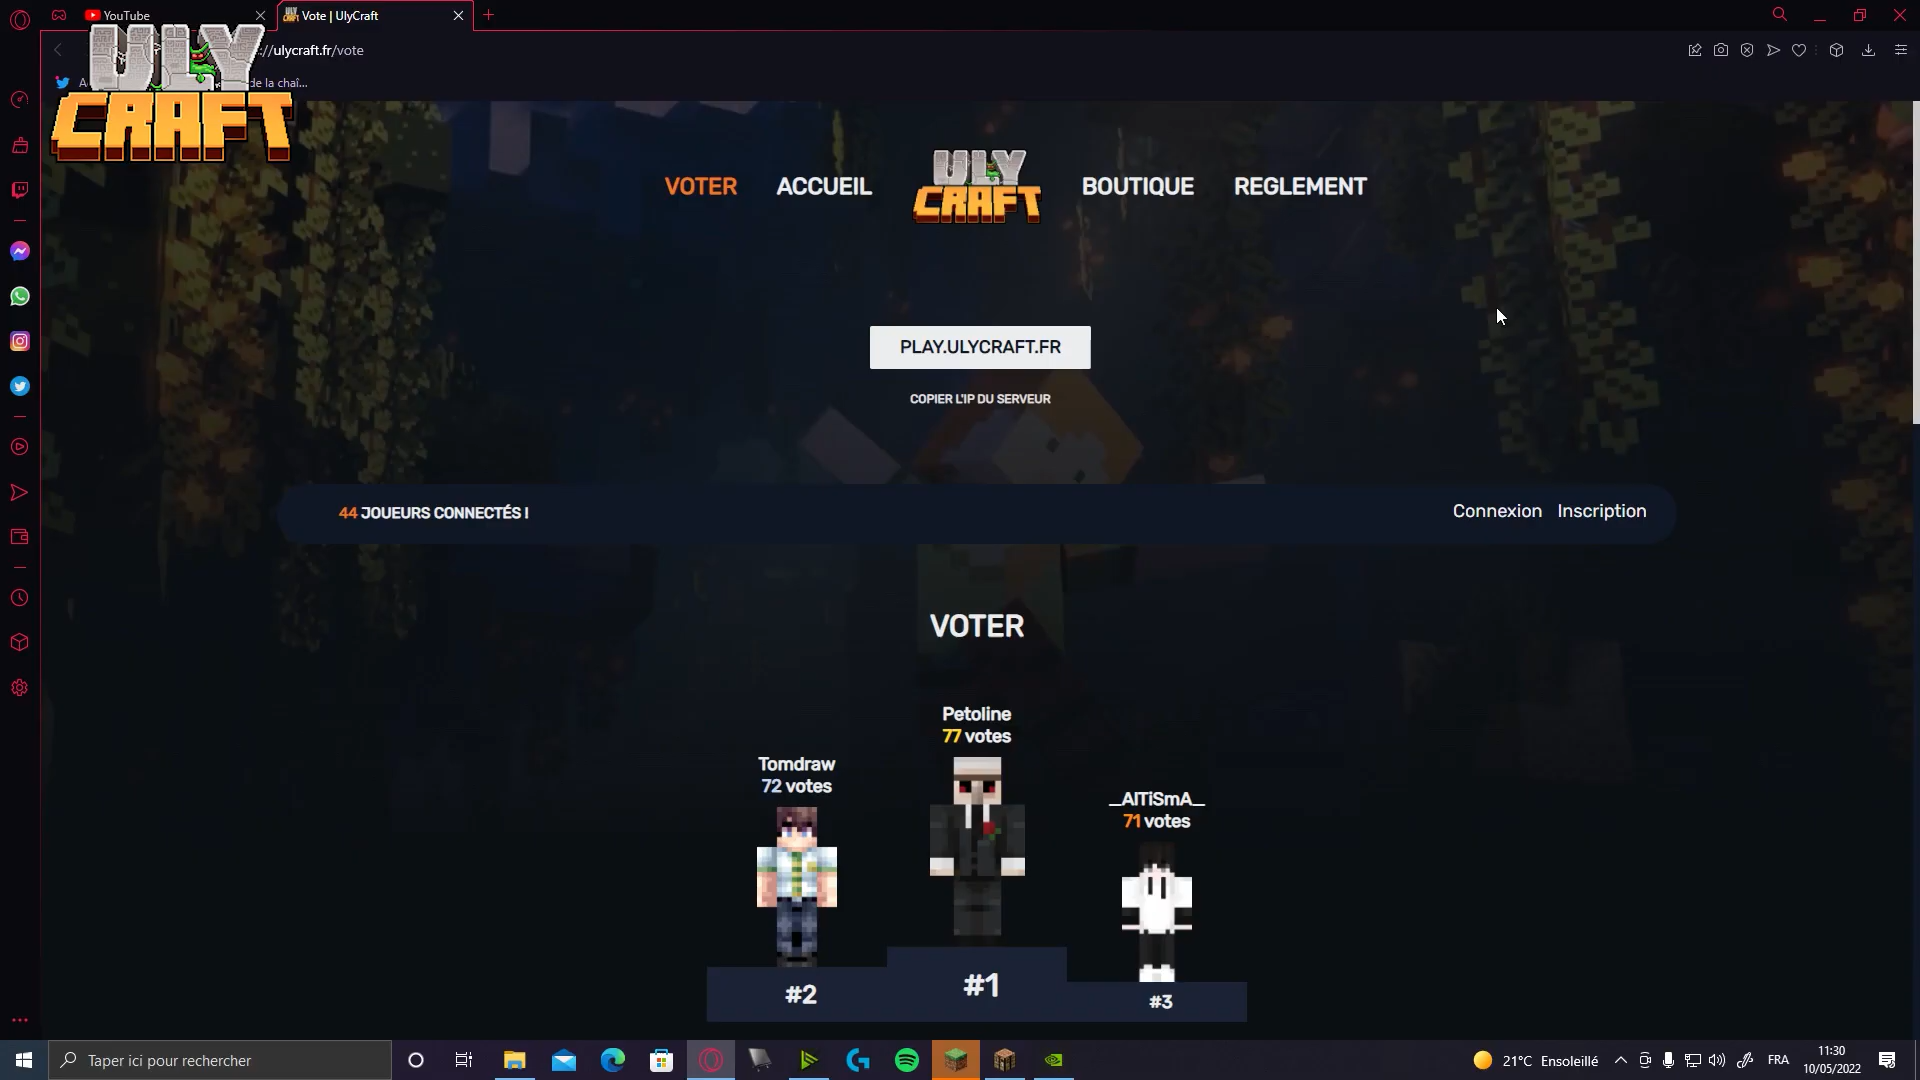 YouTube
Vote | UlyCraft
://ulycraft.fr/vote
A
de la chaî...
ULY
CRAFT
VOTER
ACCUEIL
ULY
CRAFT
BOUTIQUE
REGLEMENT
PLAY.ULYCRAFT.FR
COPIER L'IP DU SERVEUR
44 JOUEURS CONNECTÉS !
Connexion
Inscription
VOTER
Petoline
77 votes
Tomdraw
72 votes
_AlTiSmA_
71 votes
#1
#2
#3
Taper ici pour rechercher
21°C Ensoleillé
FRA
11:30
10/05/2022